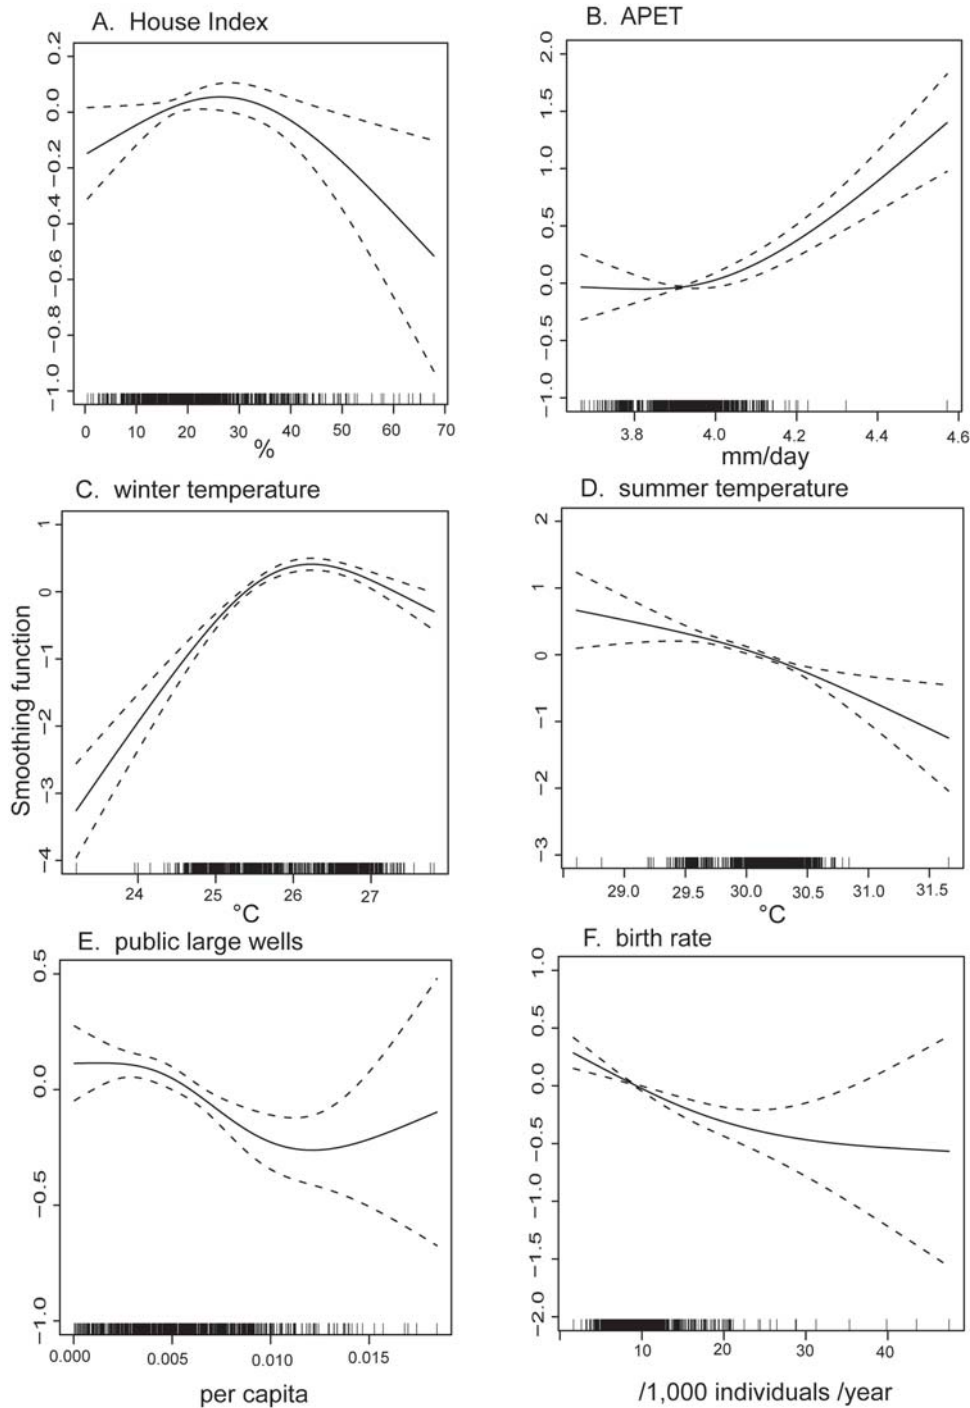 A. House Index
0.2
0.0
−0.2
−0.4
−0.6
−0.8
−1.0
0 10 20 30 40 50 60 70
%
B. APET
2.0
1.5
1.0
0.5
0.0
−0.5
−1.0
3.8 4.0 4.2 4.4 4.6
mm/day
C. winter temperature
Smoothing function
1
0
−1
−2
−3
−4
24 25 26 27
°C
D. summer temperature
2
1
0
−1
−2
−3
29.0 29.5 30.0 30.5 31.0 31.5
°C
E. public large wells
0.5
0.0
−0.5
−1.0
0.000 0.005 0.010 0.015
per capita
F. birth rate
1.0
0.5
0.0
−0.5
−1.0
−1.5
−2.0
10 20 30 40
/1,000 individuals /year